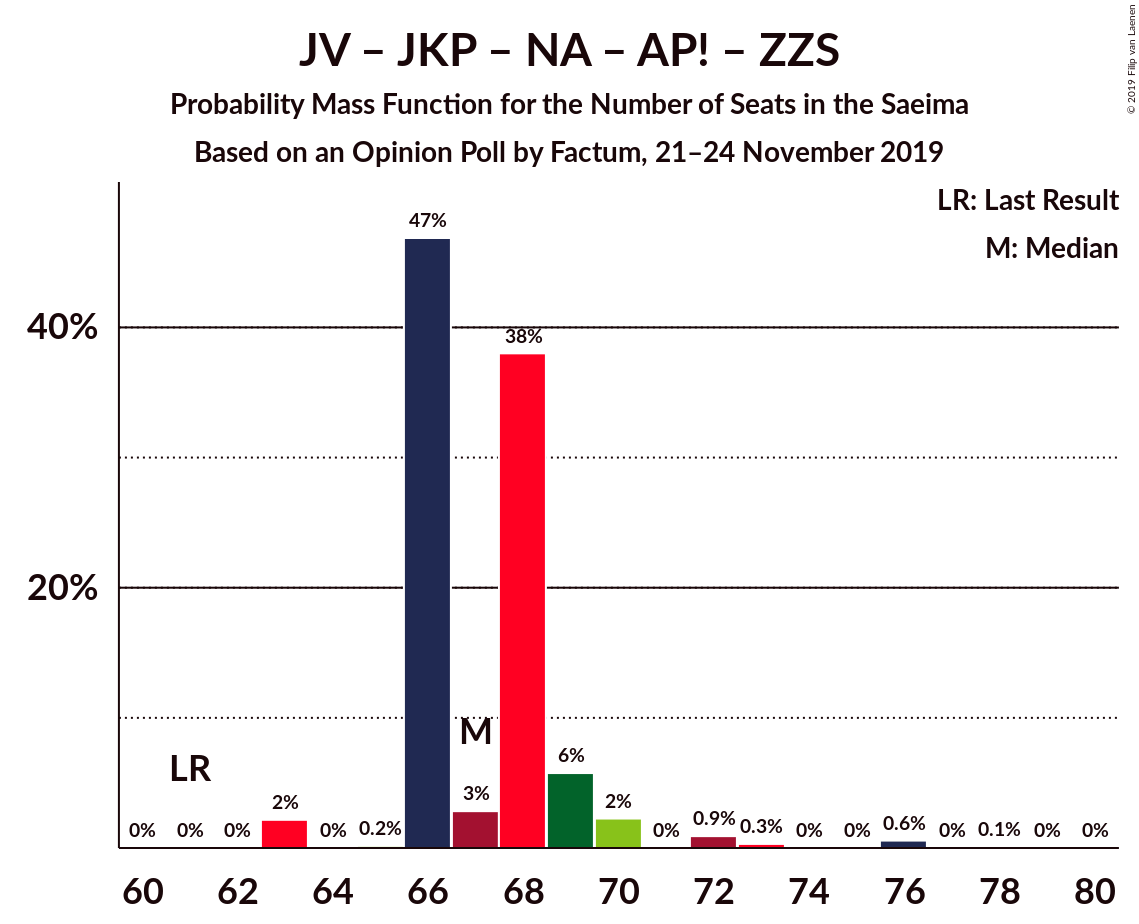 JV – JKP – NA – AP! – ZZS
Probability Mass Function for the Number of Seats in the Saeima
Based on an Opinion Poll by Factum, 21–24 November 2019
© 2019 Filip van Laenen
LR: Last Result
M: Median
40%
20%
0% 0% 0% 2% 0% 0.2% 47% 3% 38% 6% 2% 0% 0.9% 0.3% 0% 0% 0.6% 0% 0.1% 0% 0%
LR
M
60 62 64 66 68 70 72 74 76 78 80